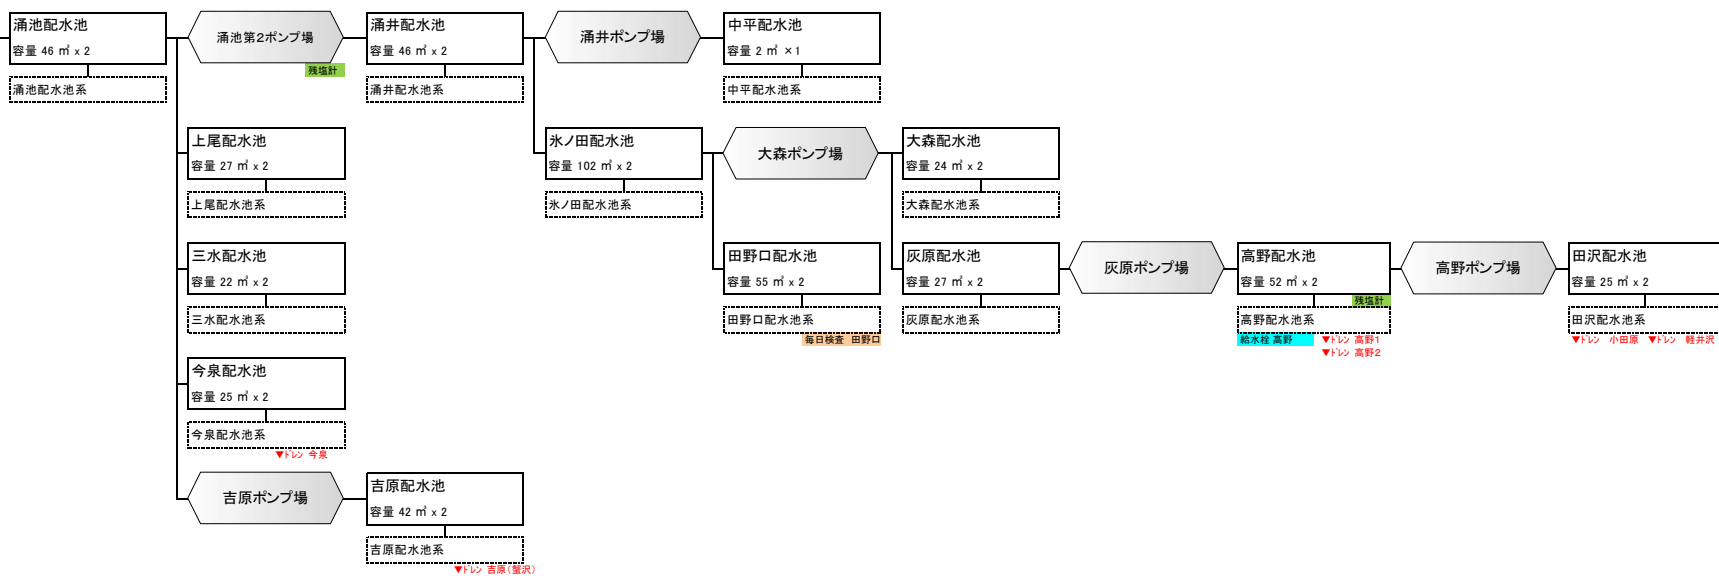 涌池配水池
容量 46 ㎥ x 2
涌池配水池系
涌池第2ポンプ場
残塩計
涌井配水池
容量 46 ㎥ x 2
涌井配水池系
涌井ポンプ場
中平配水池
容量 2 ㎥ ×1
中平配水池系
上尾配水池
容量 27 ㎥ x 2
上尾配水池系
氷ノ田配水池
容量 102 ㎥ x 2
氷ノ田配水池系
大森ポンプ場
大森配水池
容量 24 ㎥ x 2
大森配水池系
三水配水池
容量 22 ㎥ x 2
三水配水池系
田野口配水池
容量 55 ㎥ x 2
田野口配水池系
毎日検査 田野口
灰原配水池
容量 27 ㎥ x 2
灰原配水池系
灰原ポンプ場
高野配水池
容量 52 ㎥ x 2
残塩計
高野配水池系
給水栓 高野
▼ドレン 高野1
▼ドレン 高野2
高野ポンプ場
田沢配水池
容量 25 ㎥ x 2
田沢配水池系
▼ドレン 小田原 ▼ドレン 軽井沢
今泉配水池
容量 25 ㎥ x 2
今泉配水池系
▼ドレン 今泉
吉原ポンプ場
吉原配水池
容量 42 ㎥ x 2
吉原配水池系
▼ドレン 吉原(蟹沢)